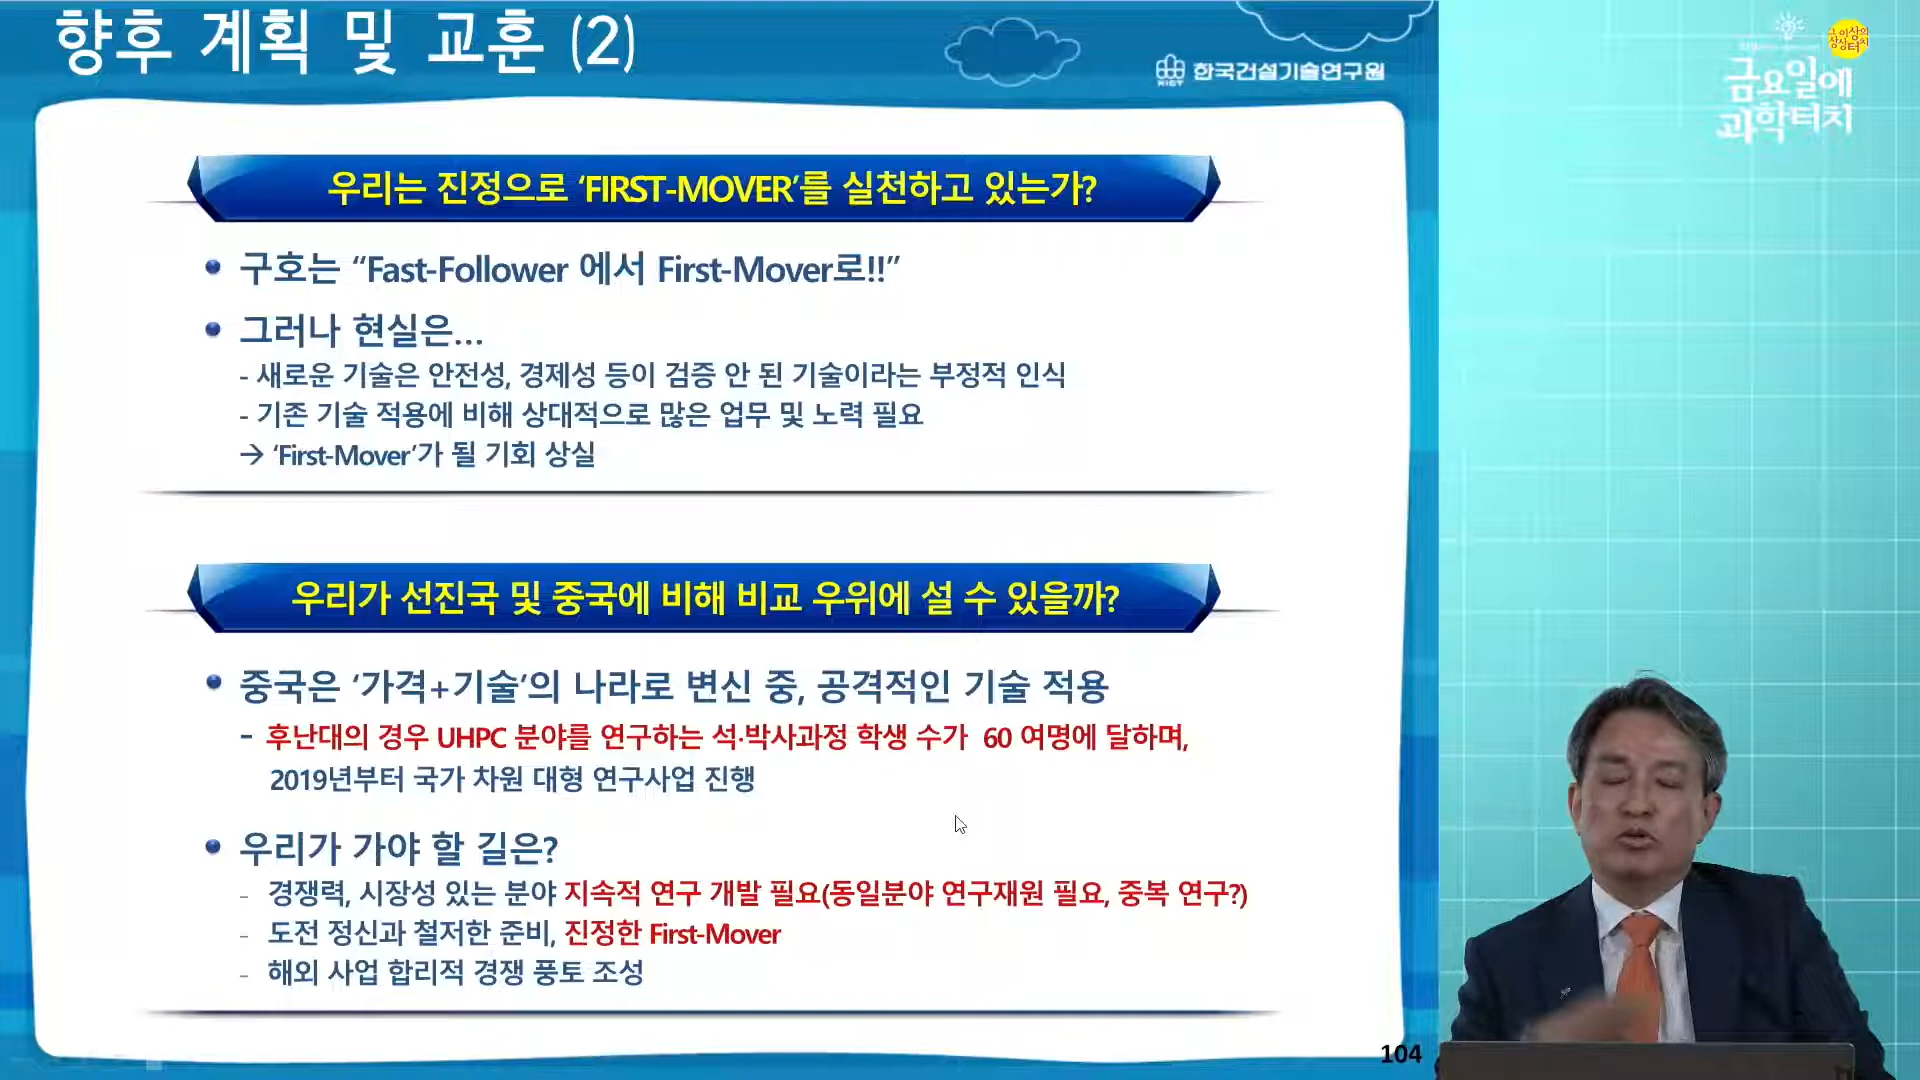 향후 계획 및 교훈 (2)
KICT 한국건설기술연구원
금요일에
과학터치
우리는 진정으로 ‘FIRST-MOVER’를 실천하고 있는가?
• 구호는 “Fast-Follower 에서 First-Mover로!!”
• 그러나 현실은...
- 새로운 기술은 안전성, 경제성 등이 검증 안 된 기술이라는 부정적 인식
- 기존 기술 적용에 비해 상대적으로 많은 업무 및 노력 필요
→ ‘First-Mover’가 될 기회 상실
우리가 선진국 및 중국에 비해 비교 우위에 설 수 있을까?
• 중국은 ‘가격+기술’의 나라로 변신 중, 공격적인 기술 적용
- 후난대의 경우 UHPC 분야를 연구하는 석·박사과정 학생 수가 60 여명에 달하며,
2019년부터 국가 차원 대형 연구사업 진행
• 우리가 가야 할 길은?
- 경쟁력, 시장성 있는 분야 지속적 연구 개발 필요(동일분야 연구재원 필요, 중복 연구?)
- 도전 정신과 철저한 준비, 진정한 First-Mover
- 해외 사업 합리적 경쟁 풍토 조성
104